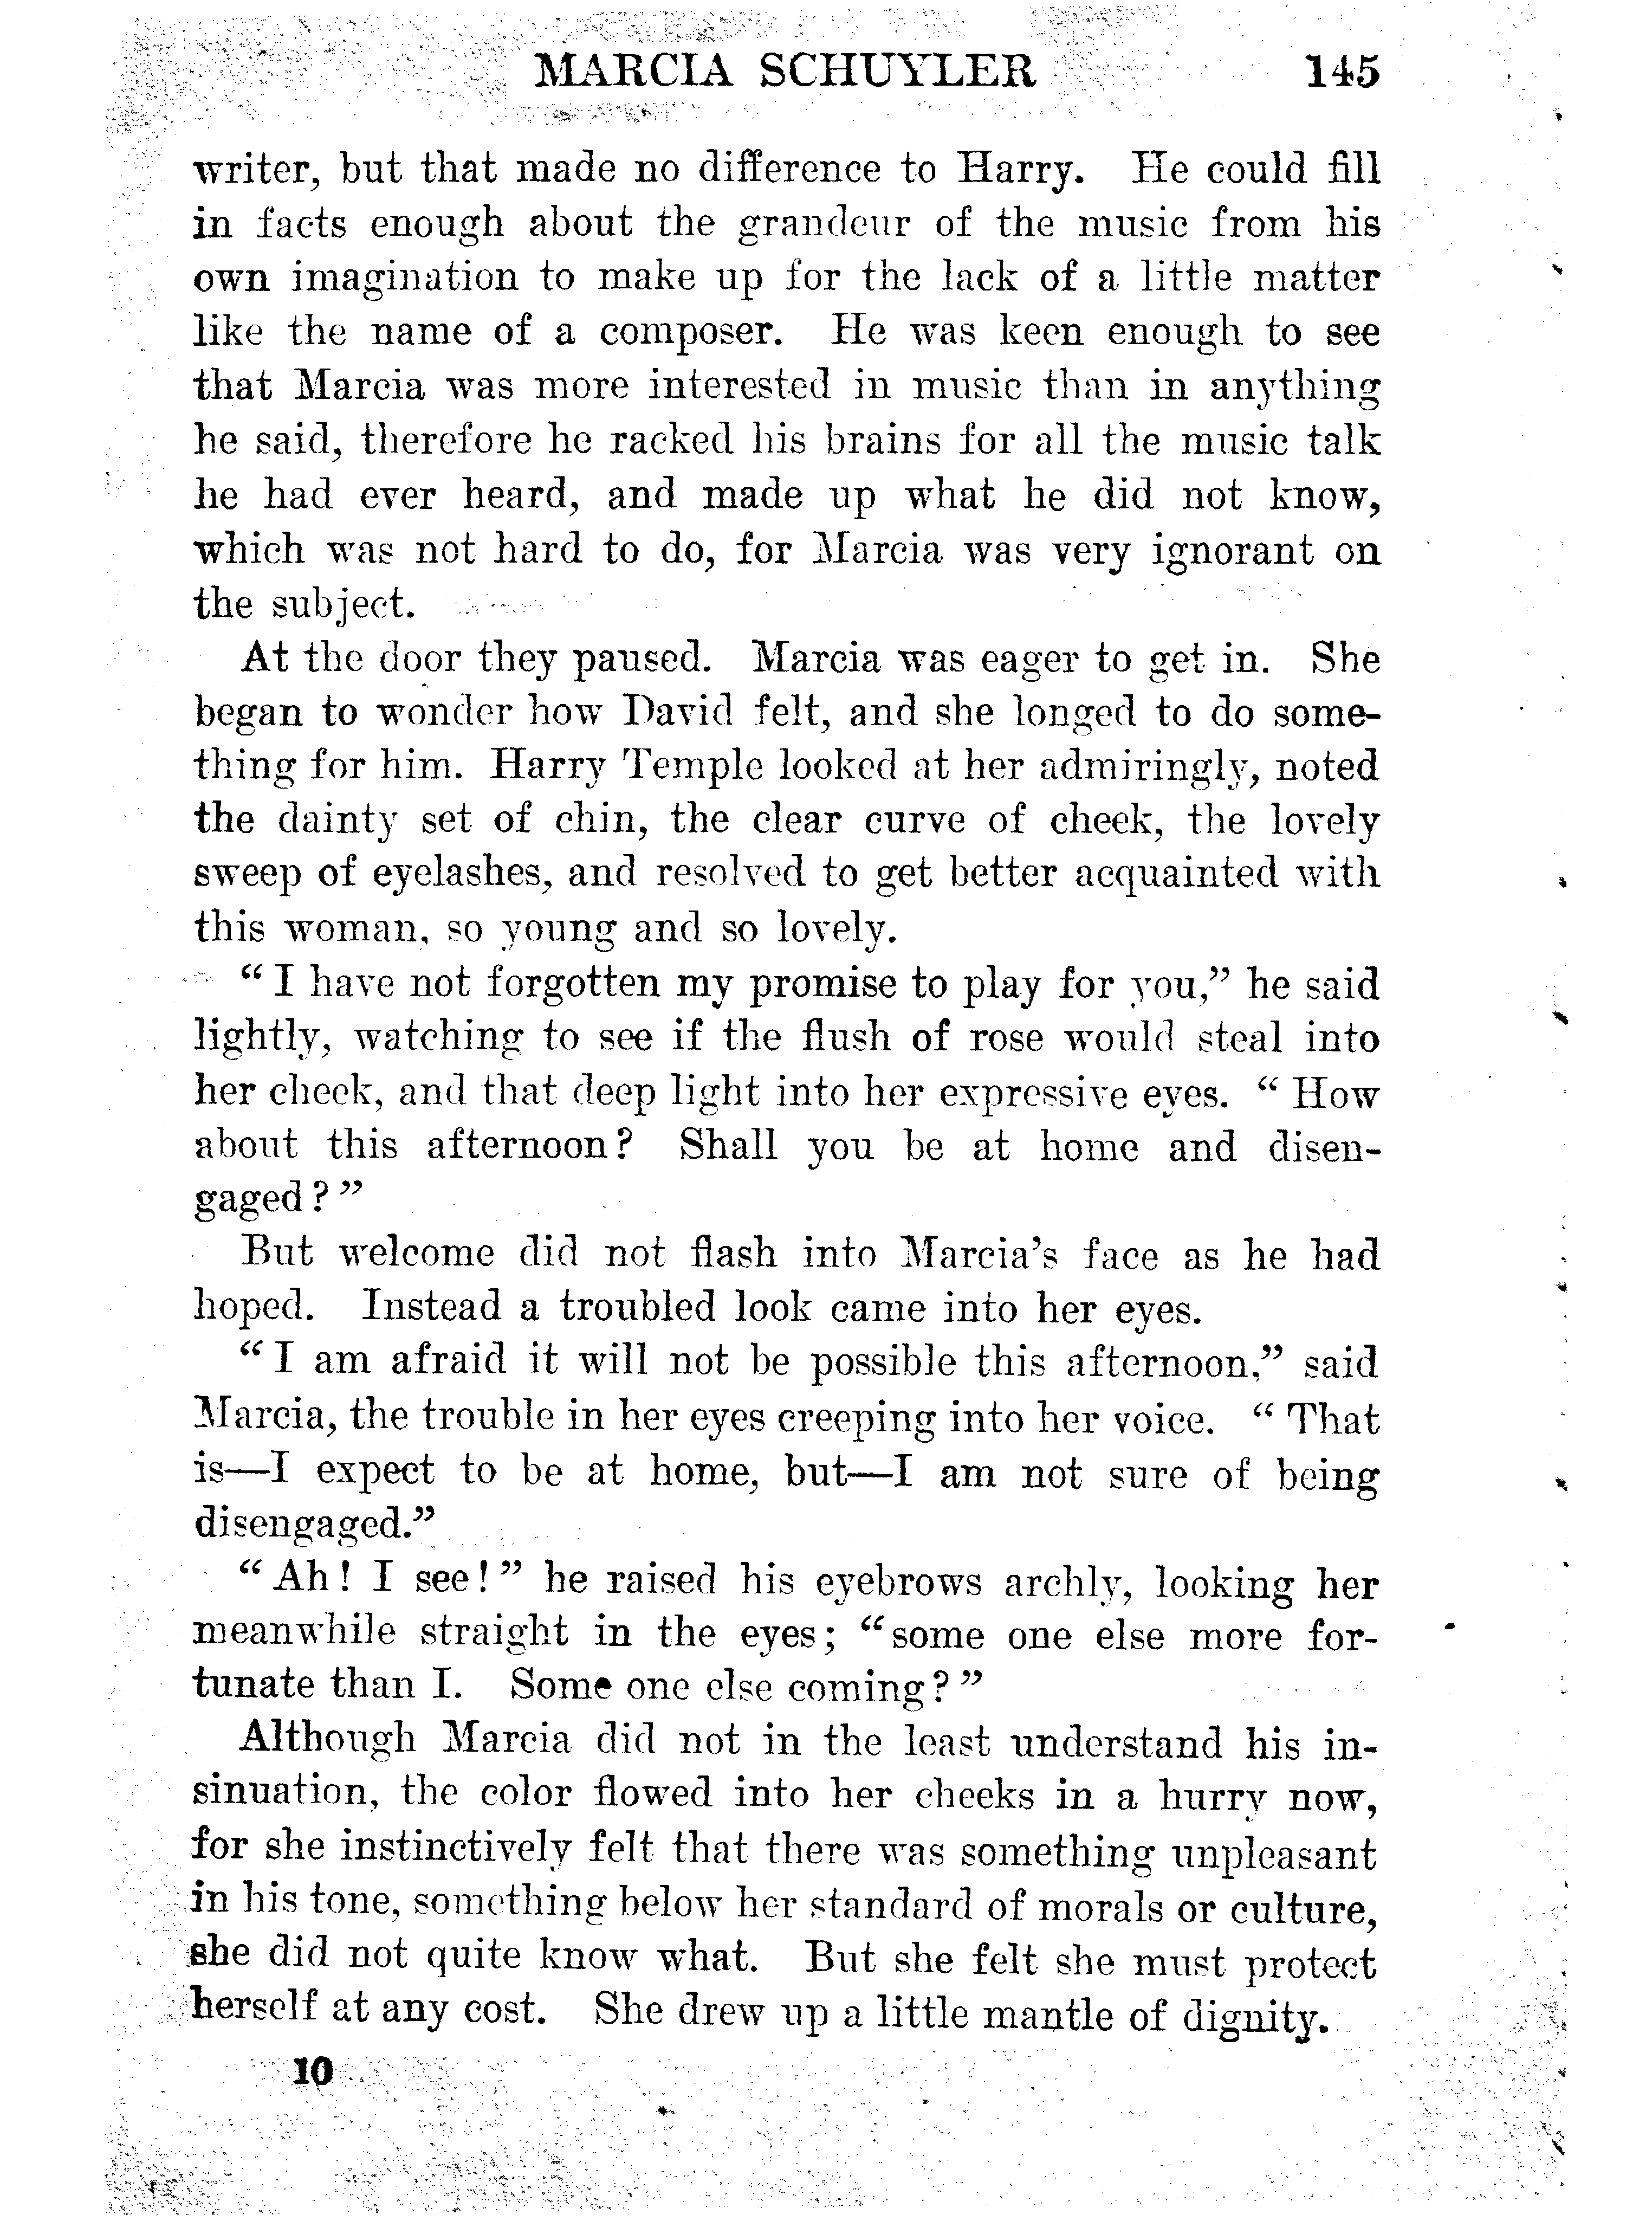 MARCIA SCHUYLER 145
writer, but that made no difference to Harry. He could fill
in facts enough about the grandeur of the music from his
own imagination to make up for the lack of a little matter
like the name of a composer. He was keen enough to see
that Marcia was more interested in music than in anything
he said, therefore he racked his brains for all the music talk
he had ever heard, and made up what he did not know,
which was not hard to do, for Marcia was very ignorant on
the subject.
At the door they paused. Marcia was eager to get in. She
began to wonder how David felt, and she longed to do some-
thing for him. Harry Temple looked at her admiringly, noted
the dainty set of chin, the clear curve of cheek, the lovely
sweep of eyelashes, and resolved to get better acquainted with
this woman, so young and so lovely.
“I have not forgotten my promise to play for you,” he said
lightly, watching to see if the flush of rose would steal into
her cheek, and that deep light into her expressive eyes. “How
about this afternoon? Shall you be at home and disen-
gaged?”
But welcome did not flash into Marcia’s face as he had
hoped. Instead a troubled look came into her eyes.
“I am afraid it will not be possible this afternoon,” said
Marcia, the trouble in her eyes creeping into her voice. “That
is—I expect to be at home, but—I am not sure of being
disengaged.”
“Ah! I see!” he raised his eyebrows archly, looking her
meanwhile straight in the eyes; “some one else more for-
tunate than I. Some one else coming?”
Although Marcia did not in the least understand his in-
sinuation, the color flowed into her cheeks in a hurry now,
for she instinctively felt that there was something unpleasant
in his tone, something below her standard of morals or culture,
she did not quite know what. But she felt she must protect
herself at any cost. She drew up a little mantle of dignity.
10